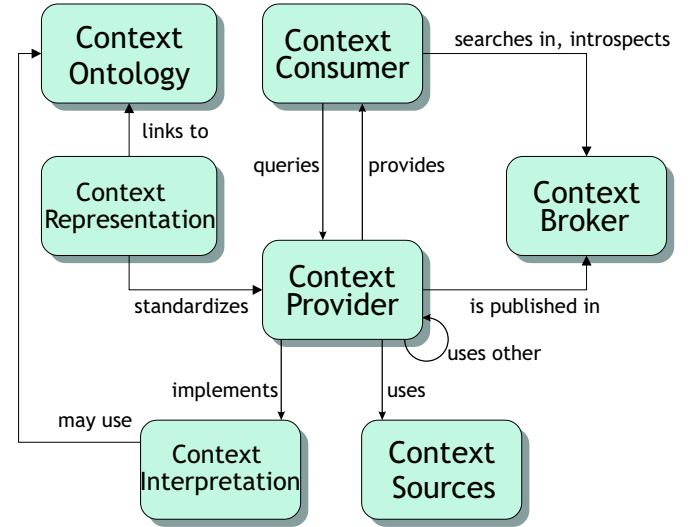 Context
Ontology
Context
Consumer
searches in, introspects
links to
queries
provides
Context
Representation
Context
Broker
Context
Provider
standardizes
is published in
uses other
implements
uses
may use
Context
Interpretation
Context
Sources